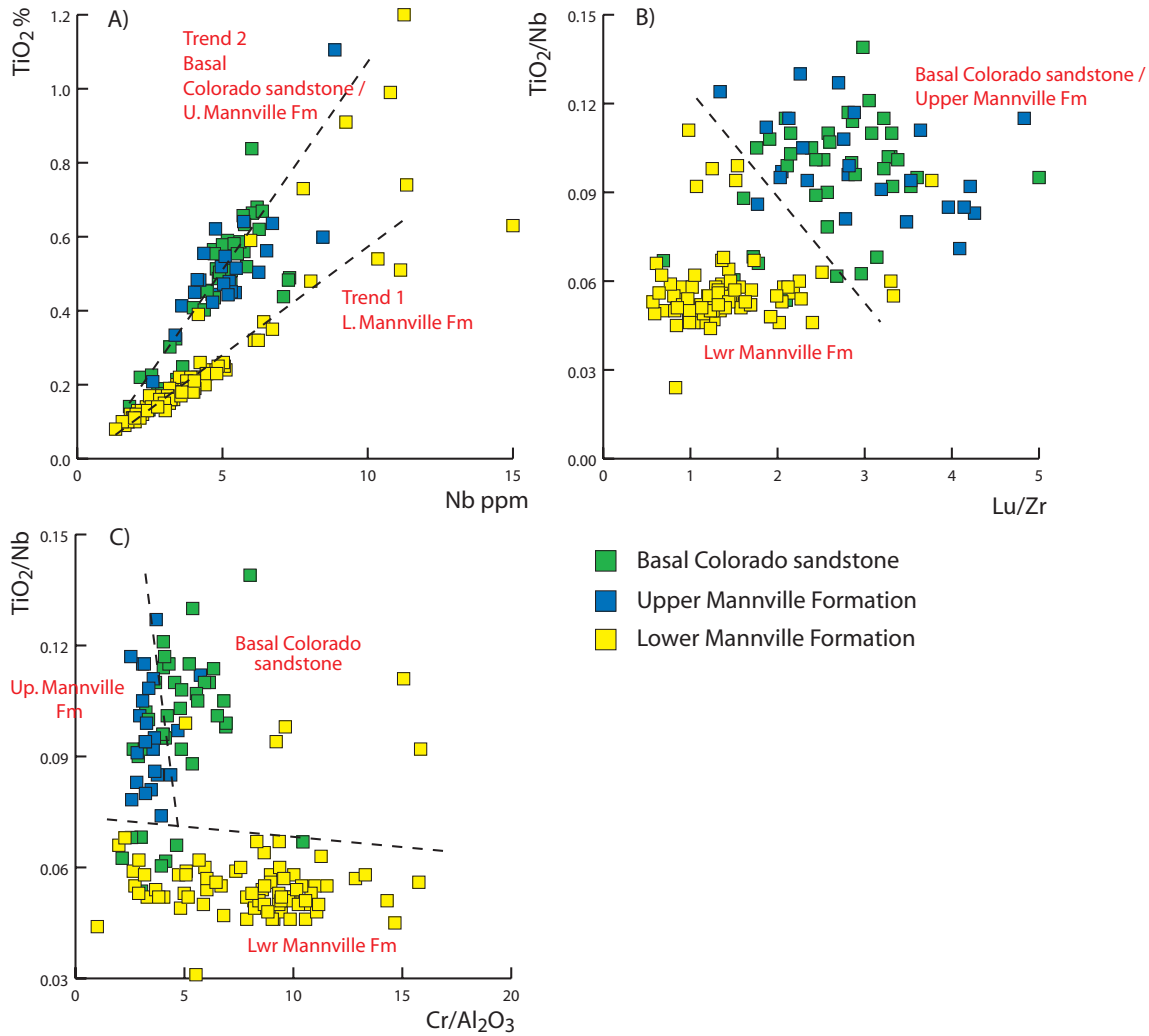 A)
TiO2 %
1.2
1.0
0.8
0.6
0.4
0.2
0.0
0
5
10
15
Nb ppm
Trend 2
Basal
Colorado sandstone /
U. Mannville Fm
Trend 1
L. Mannville Fm
B)
TiO2/Nb
0.15
0.12
0.09
0.06
0.03
0.00
0
1
2
3
4
5
Lu/Zr
Basal Colorado sandstone /
Upper Mannville Fm
Lwr Mannville Fm
C)
TiO2/Nb
0.15
0.12
0.09
0.06
0.03
0
5
10
15
20
Cr/Al2O3
Basal Colorado
sandstone
Up. Mannville
Fm
Lwr Mannville Fm
Basal Colorado sandstone
Upper Mannville Formation
Lower Mannville Formation